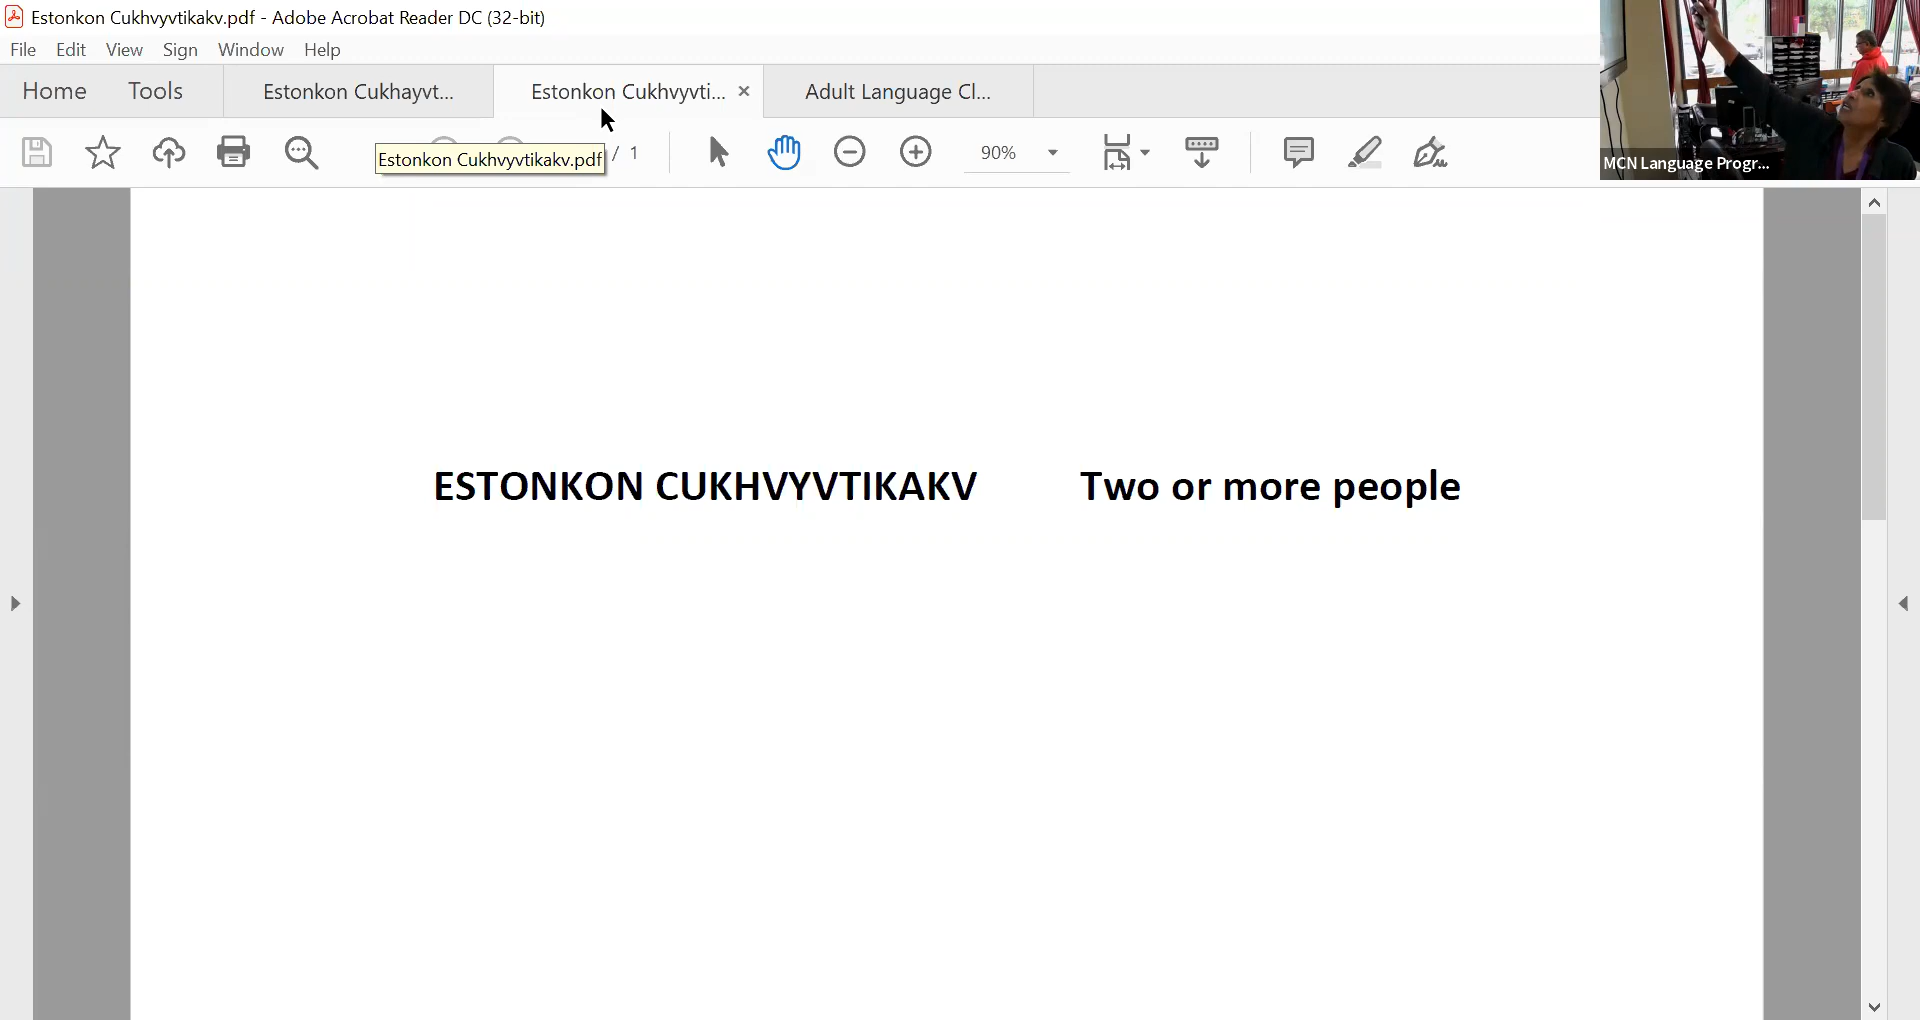 Estonkon Cukhvyvtikakv.pdf - Adobe Acrobat Reader DC (32-bit)
File Edit View Sign Window Help
Home Tools Estonkon Cukhayvt... Estonkon Cukhvyvti... × Adult Language Cl...
Estonkon Cukhvyvtikakv.pdf / 1 90%
MCN Language Progr...
ESTONKON CUKHVYVTIKAKV Two or more people